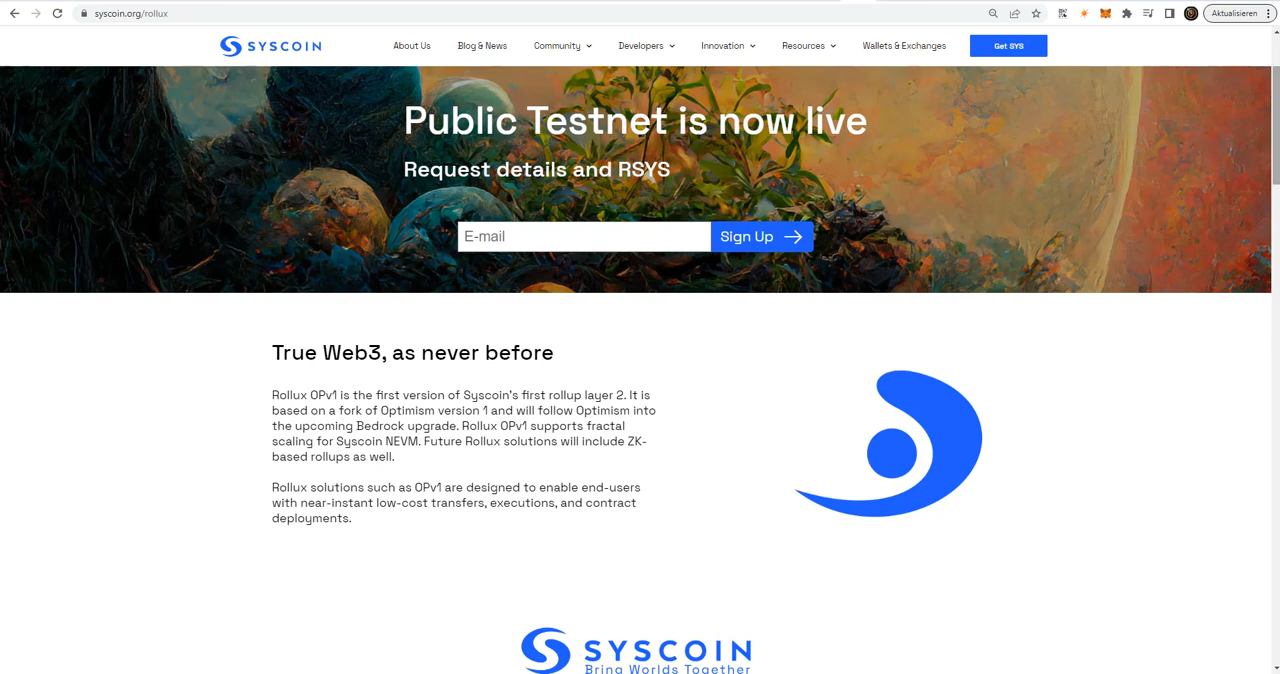 syscoin.org/rollux
Aktualisieren
SYSCOIN
About Us
Blog & News
Community
Developers
Innovation
Resources
Wallets & Exchanges
Get SYS
Public Testnet is now live
Request details and RSYS
E-mail
Sign Up
True Web3, as never before
Rollux OPv1 is the first version of Syscoin's first rollup layer 2. It is
based on a fork of Optimism version 1 and will follow Optimism into
the upcoming Bedrock upgrade. Rollux OPv1 supports fractal
scaling for Syscoin NEVM. Future Rollux solutions will include ZK-
based rollups as well.
Rollux solutions such as OPv1 are designed to enable end-users
with near-instant low-cost transfers, executions, and contract
deployments.
SYSCOIN
Bring Worlds Together